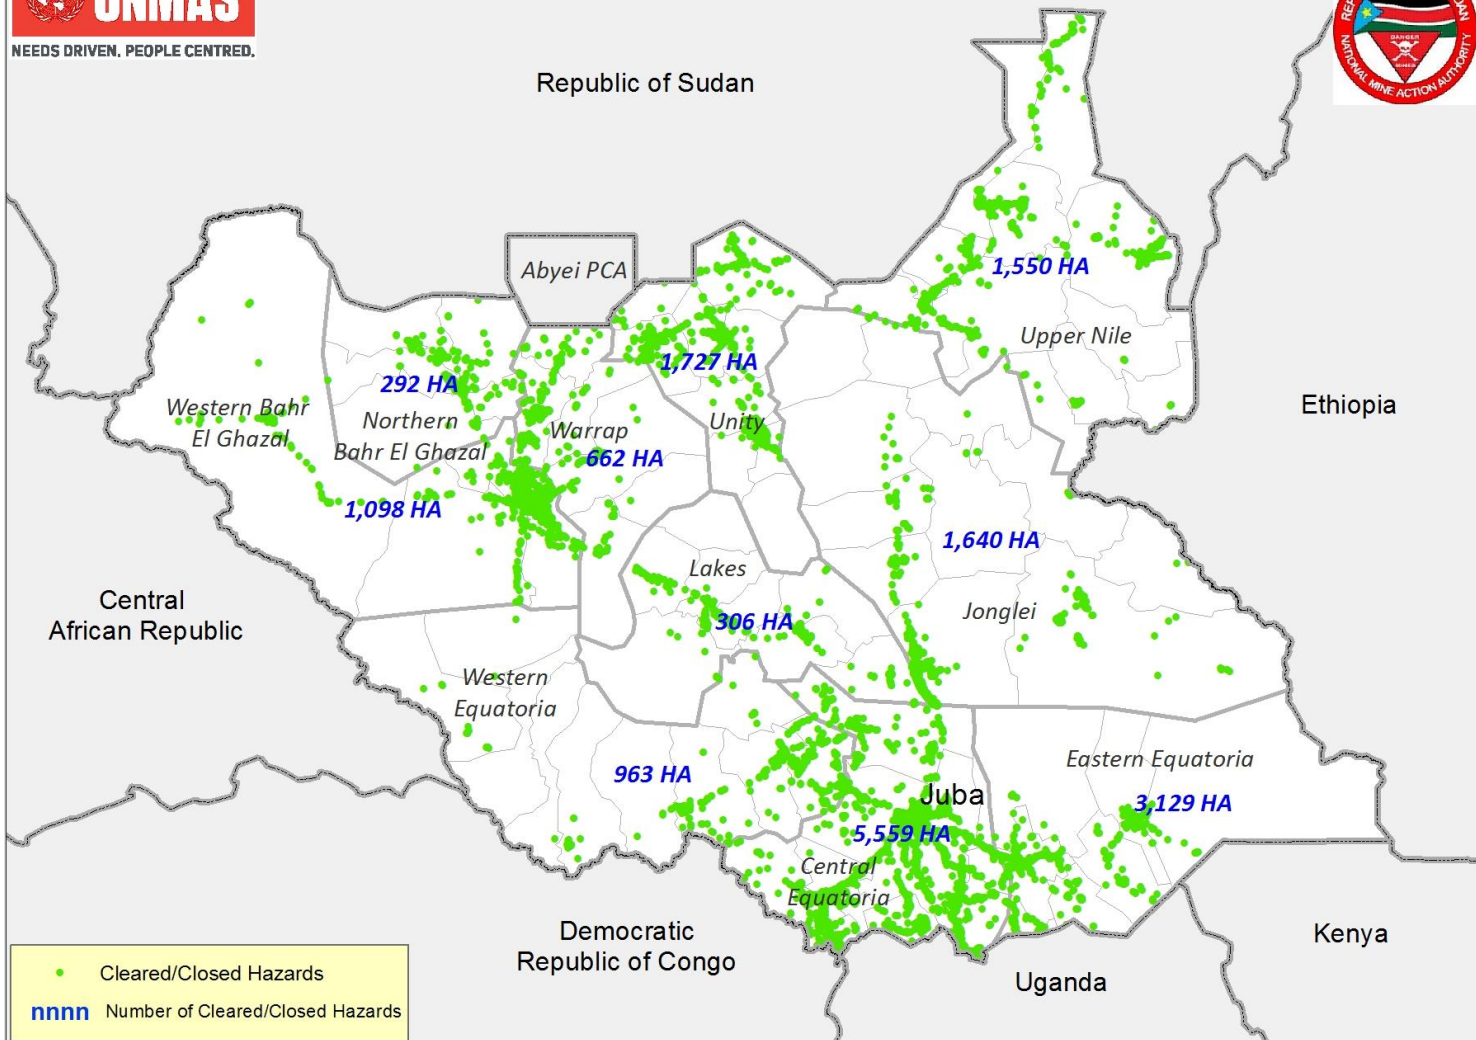 UNMAS
NEEDS DRIVEN, PEOPLE CENTRED.
DANGER
MINES
NATIONAL MINE ACTION AUTHORITY
Republic of Sudan
Abyei PCA
1,550 HA
Upper Nile
1,727 HA
292 HA
Ethiopia
Western Bahr
El Ghazal
Northern
Bahr El Ghazal
Warrap
Unity
662 HA
1,098 HA
1,640 HA
Lakes
Central
African Republic
306 HA
Jonglei
Western
Equatoria
Eastern Equatoria
963 HA
Juba
3,129 HA
5,559 HA
Central
Equatoria
Democratic
Republic of Congo
Kenya
Uganda
Cleared/Closed Hazards
nnnn Number of Cleared/Closed Hazards